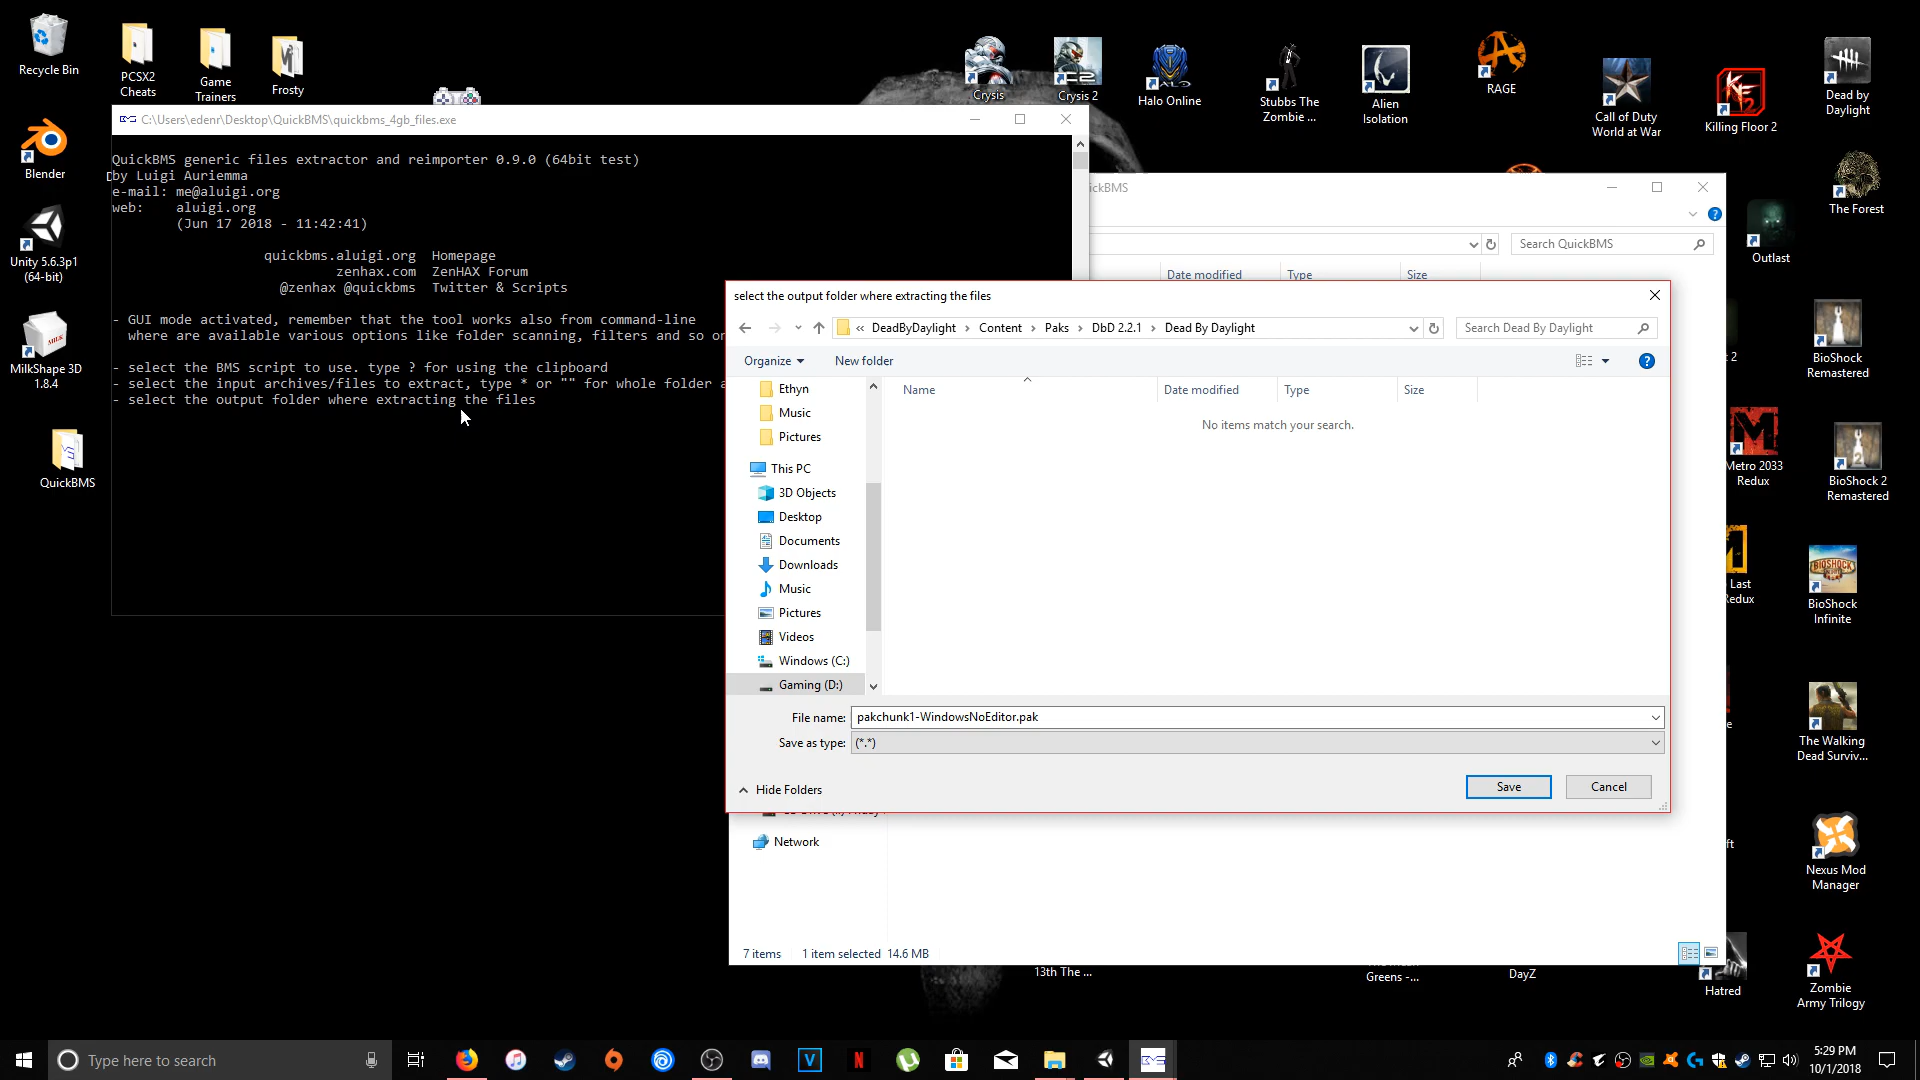 Recycle Bin
PCSX2
Cheats
Game
Trainers
Frosty
Crysis
Crysis 2
Halo Online
Stubbs The
Zombie ...
Alien
Isolation
RAGE
Call of Duty
World at War
Killing Floor 2
Dead by
Daylight
Blender
Unity 5.6.3p1
(64-bit)
MilkShape 3D
1.8.4
QuickBMS
The Forest
Outlast
BioShock
Remastered
Metro 2033
Redux
BioShock 2
Remastered
Last
Redux
BioShock
Infinite
The Walking
Dead Surviv...
Nexus Mod
Manager
Hatred
Zombie
Army Trilogy
13th The ...
Greens -...
DayZ
C:\Users\edenr\Desktop\QuickBMS\quickbms_4gb_files.exe
QuickBMS generic files extractor and reimporter 0.9.0 (64bit test)
by Luigi Auriemma
e-mail: me@aluigi.org
web: aluigi.org
(Jun 17 2018 - 11:42:41)
quickbms.aluigi.org Homepage
zenhax.com ZenHAX Forum
@zenhax @quickbms Twitter & Scripts
- GUI mode activated, remember that the tool works also from command-line
where are available various options like folder scanning, filters and so on
- select the BMS script to use. type ? for using the clipboard
- select the input archives/files to extract, type * or "" for whole folder a
- select the output folder where extracting the files
ickBMS
Search QuickBMS
Date modified Type Size
select the output folder where extracting the files
« DeadByDaylight › Content › Paks › DbD 2.2.1 › Dead By Daylight
Search Dead By Daylight
Organize
New folder
Name Date modified Type Size
No items match your search.
Ethyn
Music
Pictures
This PC
3D Objects
Desktop
Documents
Downloads
Music
Pictures
Videos
Windows (C:)
Gaming (D:)
File name: pakchunk1-WindowsNoEditor.pak
Save as type: (*.*)
Hide Folders
Save
Cancel
Network
7 items 1 item selected 14.6 MB
Type here to search
5:29 PM
10/1/2018